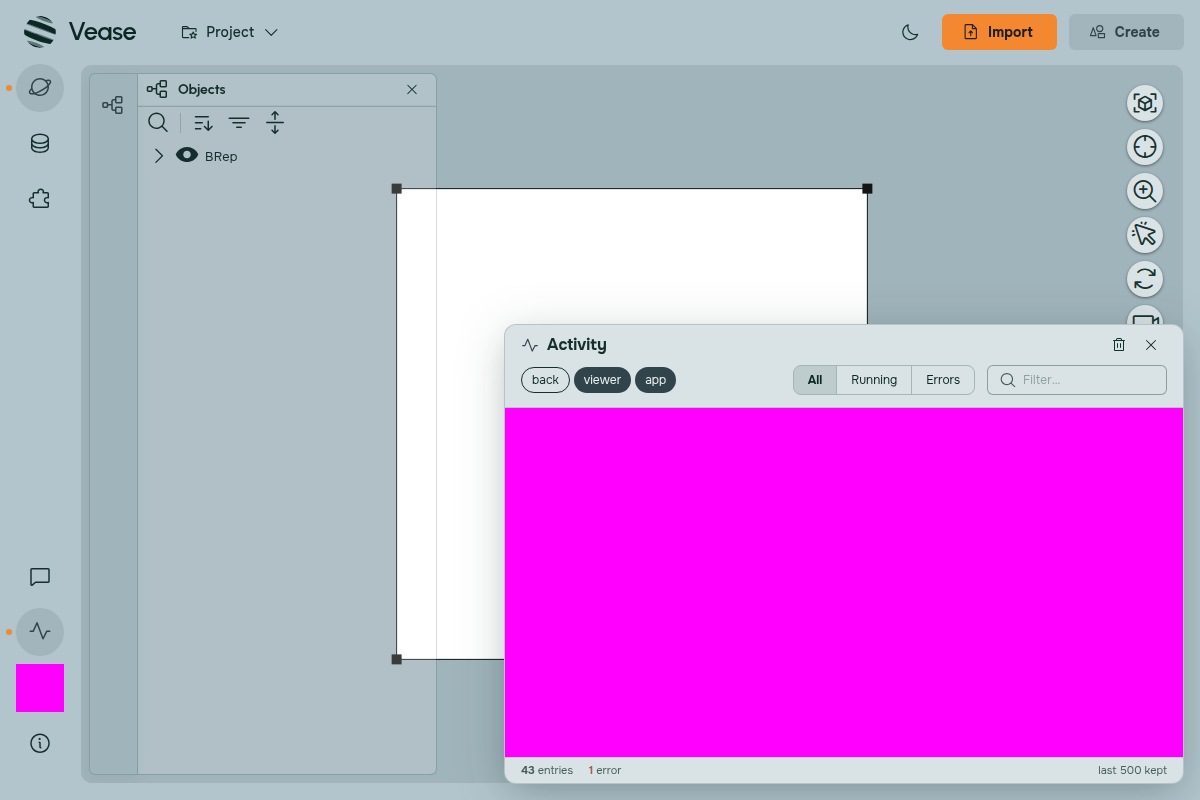 Vease
Project
Import
Create
Objects
BRep
Activity
back
viewer
app
All
Running
Errors
Filter...
43 entries
1 error
last 500 kept